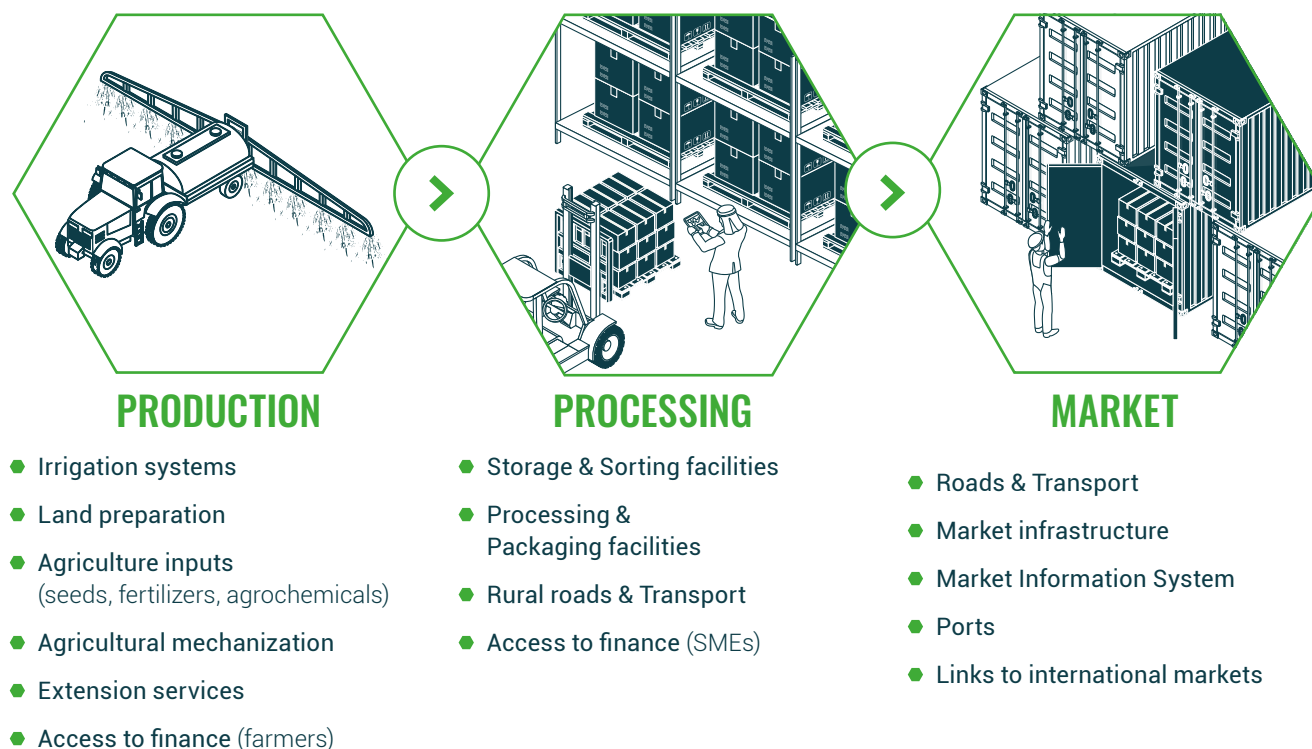 PRODUCTION
Irrigation systems
Land preparation
Agriculture inputs
(seeds, fertilizers, agrochemicals)
Agricultural mechanization
Extension services
Access to finance (farmers)
PROCESSING
Storage & Sorting facilities
Processing &
Packaging facilities
Rural roads & Transport
Access to finance (SMEs)
MARKET
Roads & Transport
Market infrastructure
Market Information System
Ports
Links to international markets